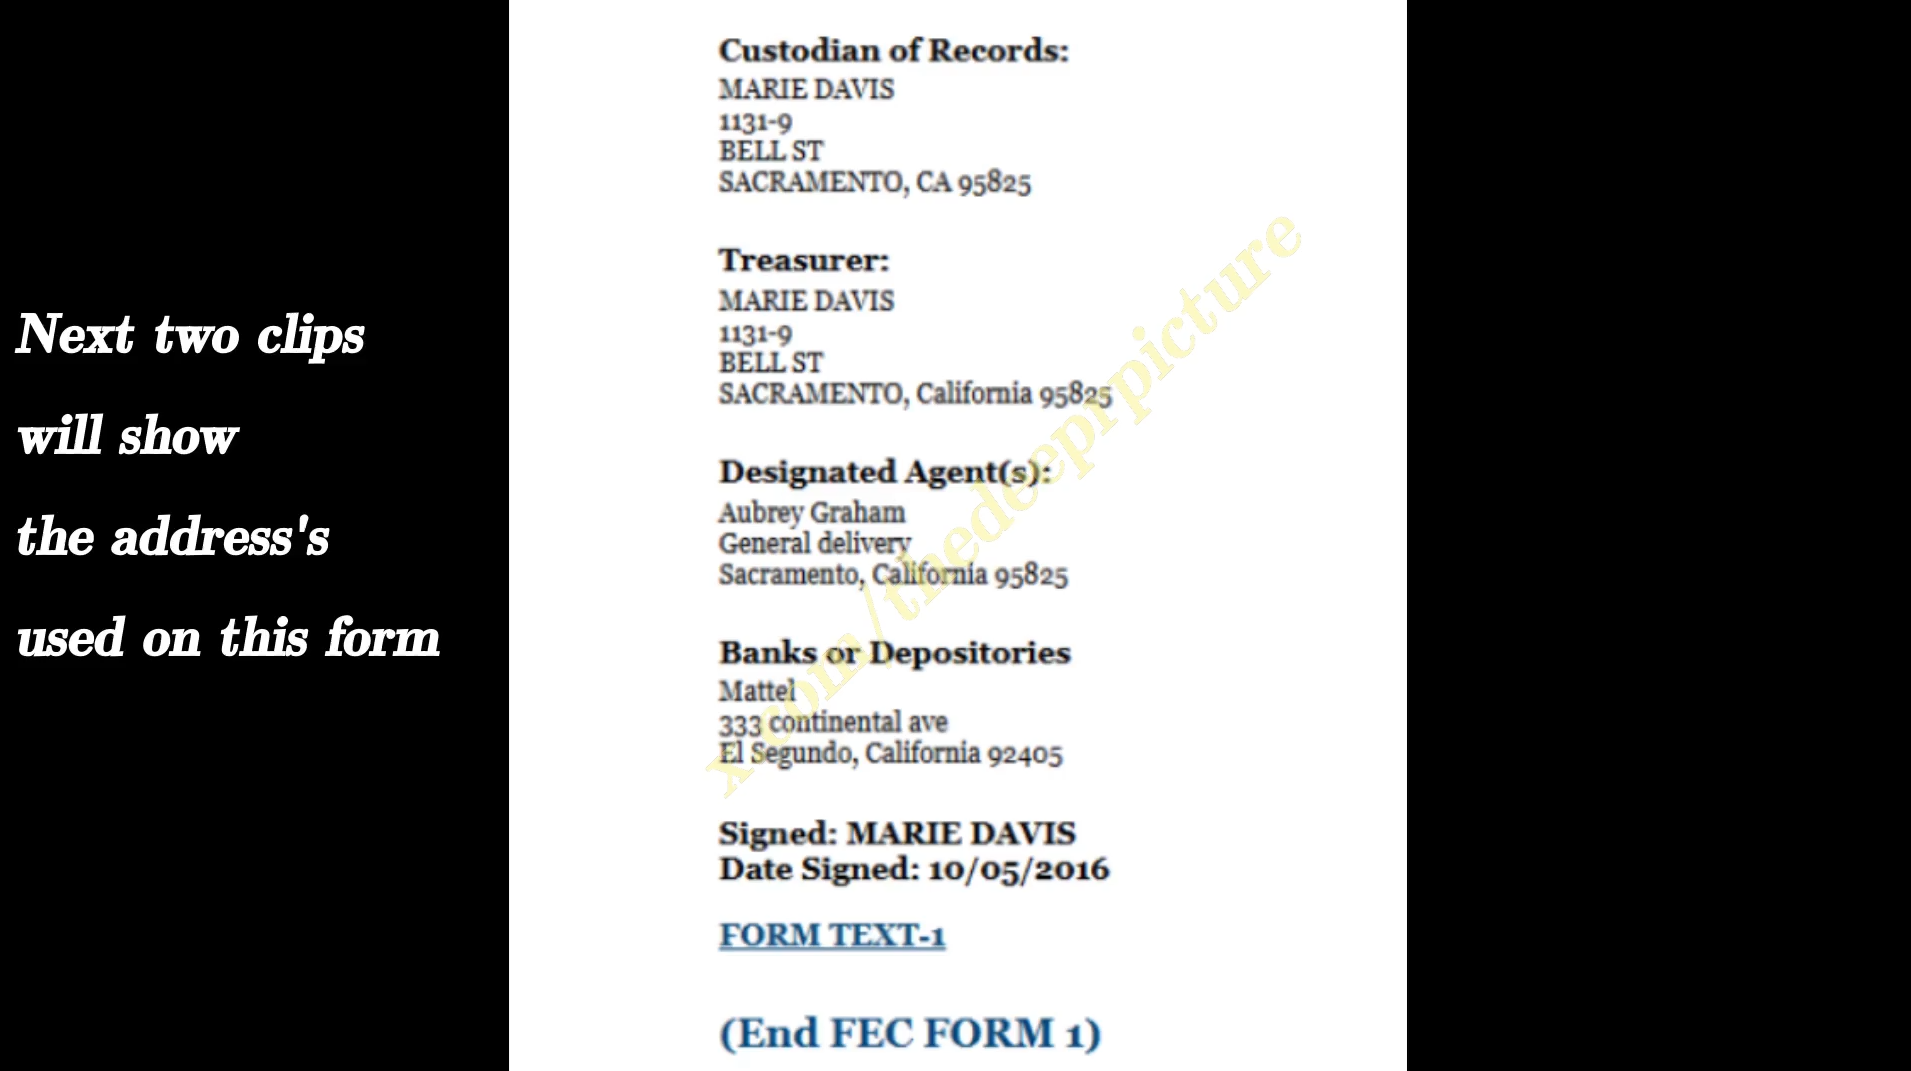 Next two clips
will show
the address's
used on this form
Custodian of Records:
MARIE DAVIS
1131-9
BELL ST
SACRAMENTO, CA 95825
Treasurer:
MARIE DAVIS
1131-9
BELL ST
SACRAMENTO, California 95825
Designated Agent(s):
Aubrey Graham
General delivery
Sacramento, California 95825
Banks or Depositories
Mattel
333 continental ave
El Segundo, California 92405
Signed: MARIE DAVIS
Date Signed: 10/05/2016
FORM TEXT-1
(End FEC FORM 1)
x.com/thedeeprpicture